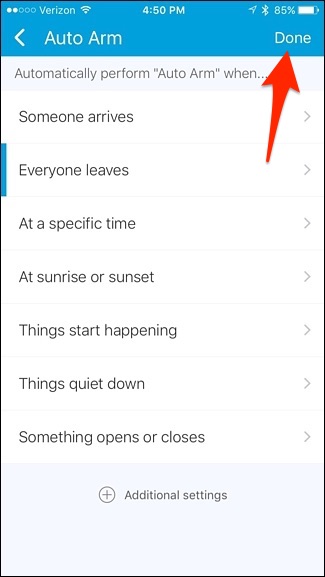 Verizon 4:50 PM 85%
Auto Arm Done
Automatically perform "Auto Arm" when...
Someone arrives
Everyone leaves
At a specific time
At sunrise or sunset
Things start happening
Things quiet down
Something opens or closes
Additional settings